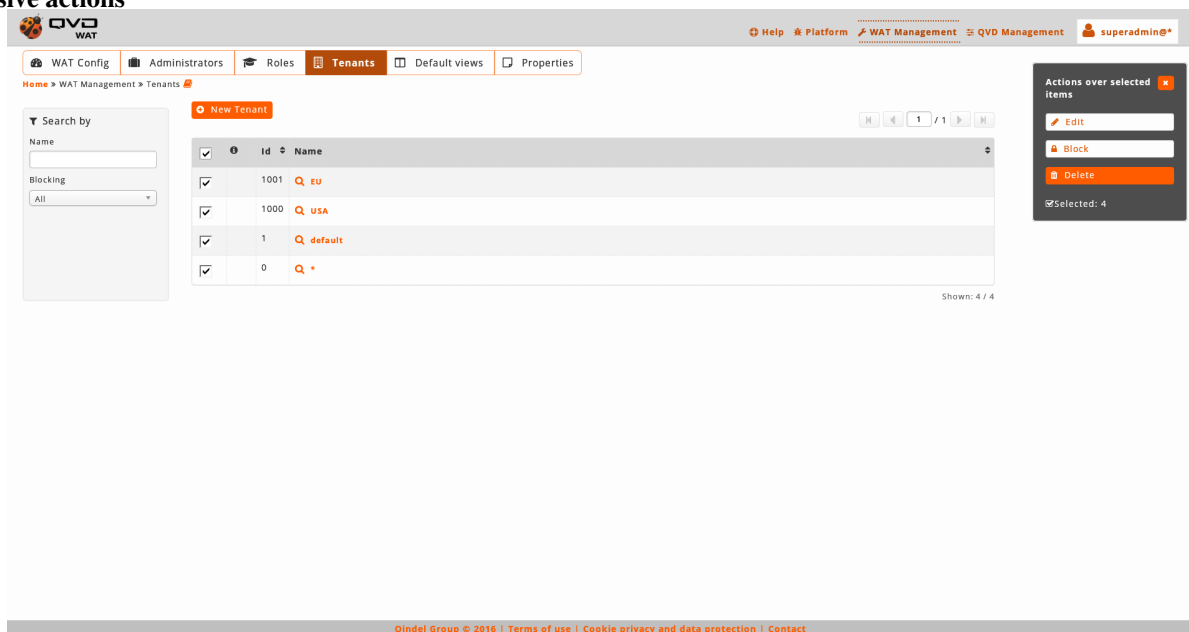 sive actions
QVD
WAT
Help Platform WAT Management QVD Management superadmin@*
WAT Config Administrators Roles Tenants Default views Properties
Home » WAT Management » Tenants
Search by
Name
Blocking
All
New Tenant
1 / 1
Id Name
1001 EU
1000 USA
1 default
0 *
Shown: 4 / 4
Actions over selected
items
Edit
Block
Delete
Selected: 4
Qindel Group © 2016 | Terms of use | Cookie privacy and data protection | Contact